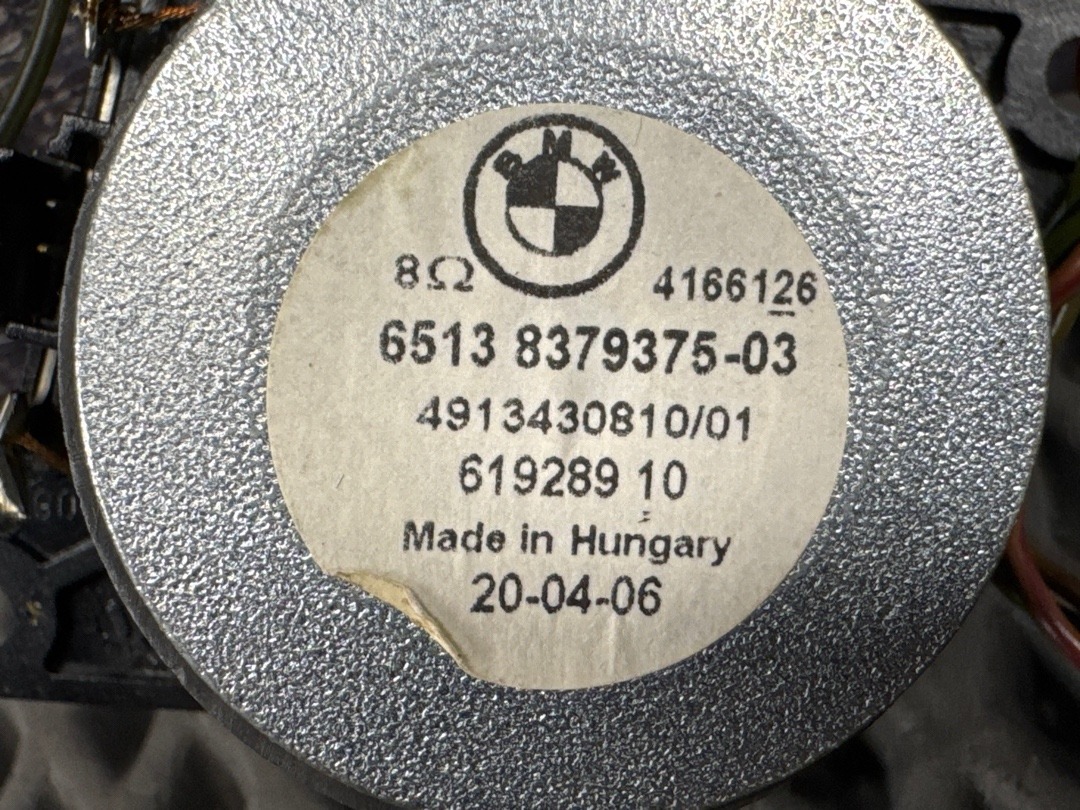 BMW
8Ω 4166126
6513 8379375-03
4913430810/01
619289 10
Made in Hungary
20-04-06